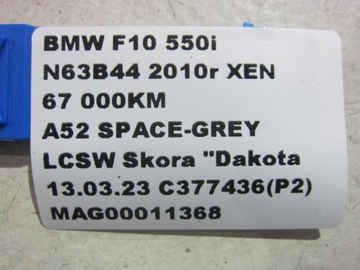 BMW F10 550i
N63B44 2010r XEN
67 000KM
A52 SPACE-GREY
LCSW Skora "Dakota
13.03.23 C377436(P2)
MAG00011368